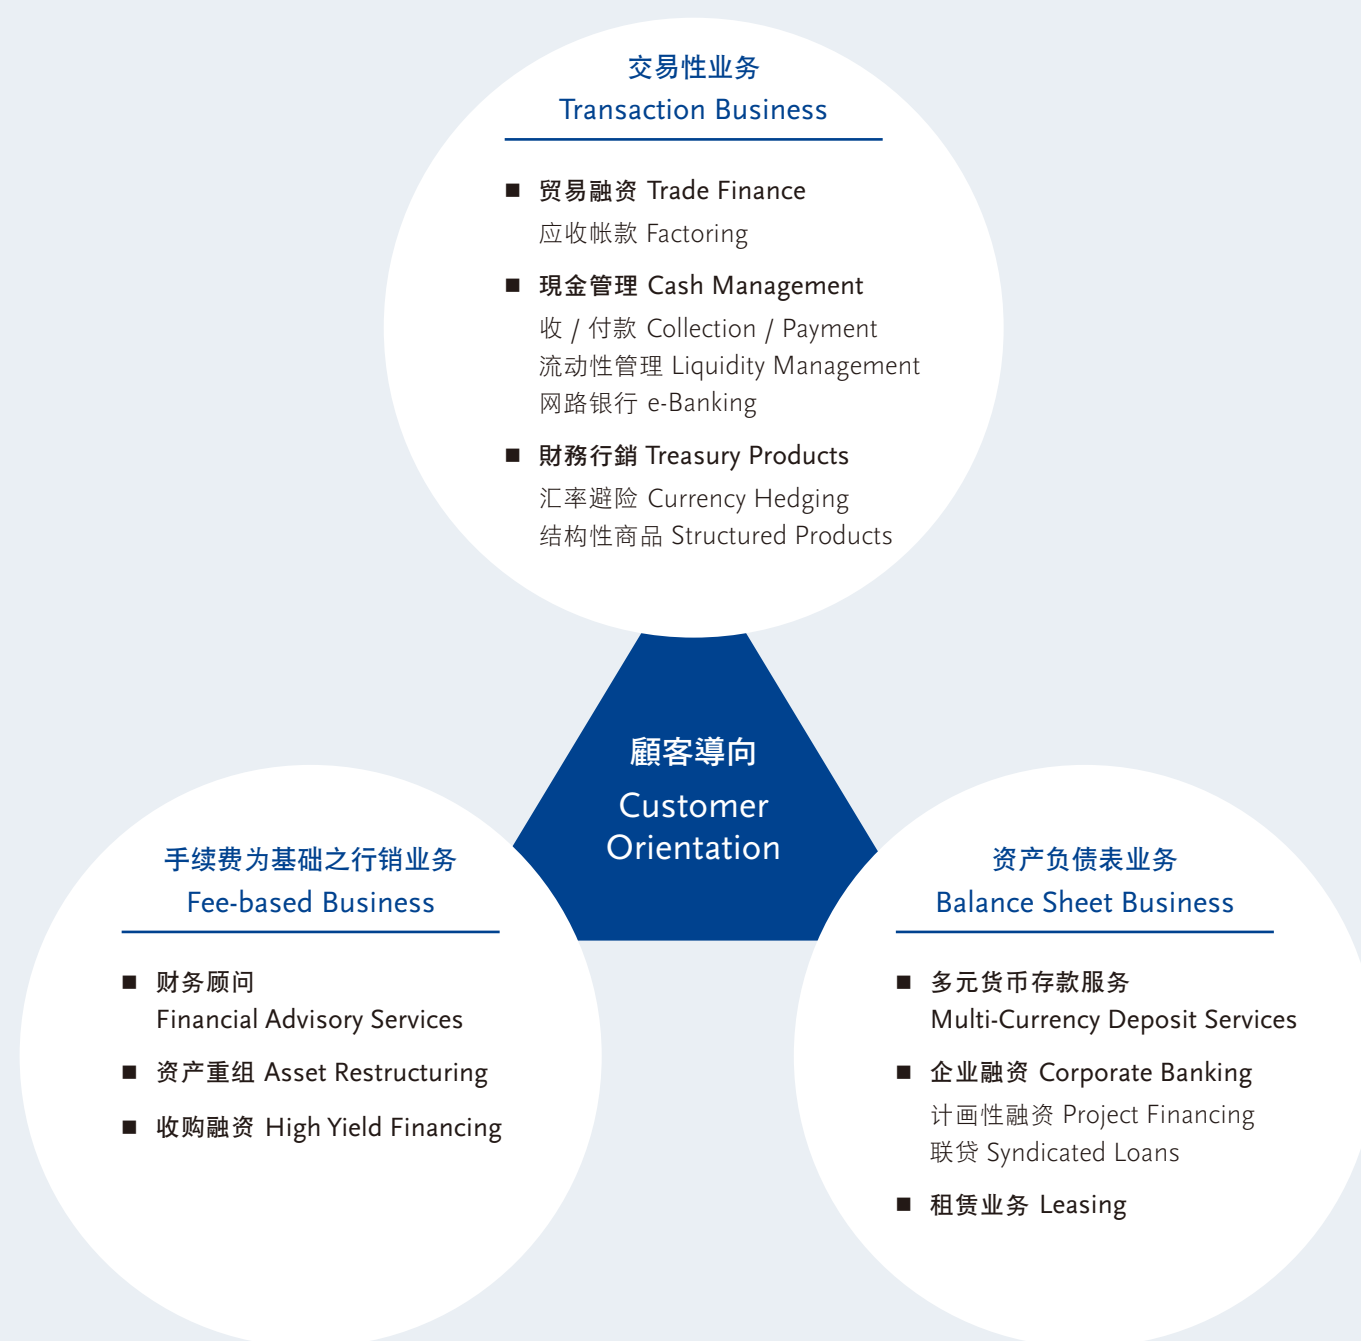 交易性业务
Transaction Business
■ 贸易融资 Trade Finance
应收帐款 Factoring
■ 現金管理 Cash Management
收 / 付款 Collection / Payment
流动性管理 Liquidity Management
网路银行 e-Banking
■ 財務行銷 Treasury Products
汇率避险 Currency Hedging
结构性商品 Structured Products
顧客導向
Customer
Orientation
手续费为基础之行销业务
Fee-based Business
■ 财务顾问
Financial Advisory Services
■ 资产重组 Asset Restructuring
■ 收购融资 High Yield Financing
资产负债表业务
Balance Sheet Business
■ 多元货币存款服务
Multi-Currency Deposit Services
■ 企业融资 Corporate Banking
计画性融资 Project Financing
联贷 Syndicated Loans
■ 租赁业务 Leasing